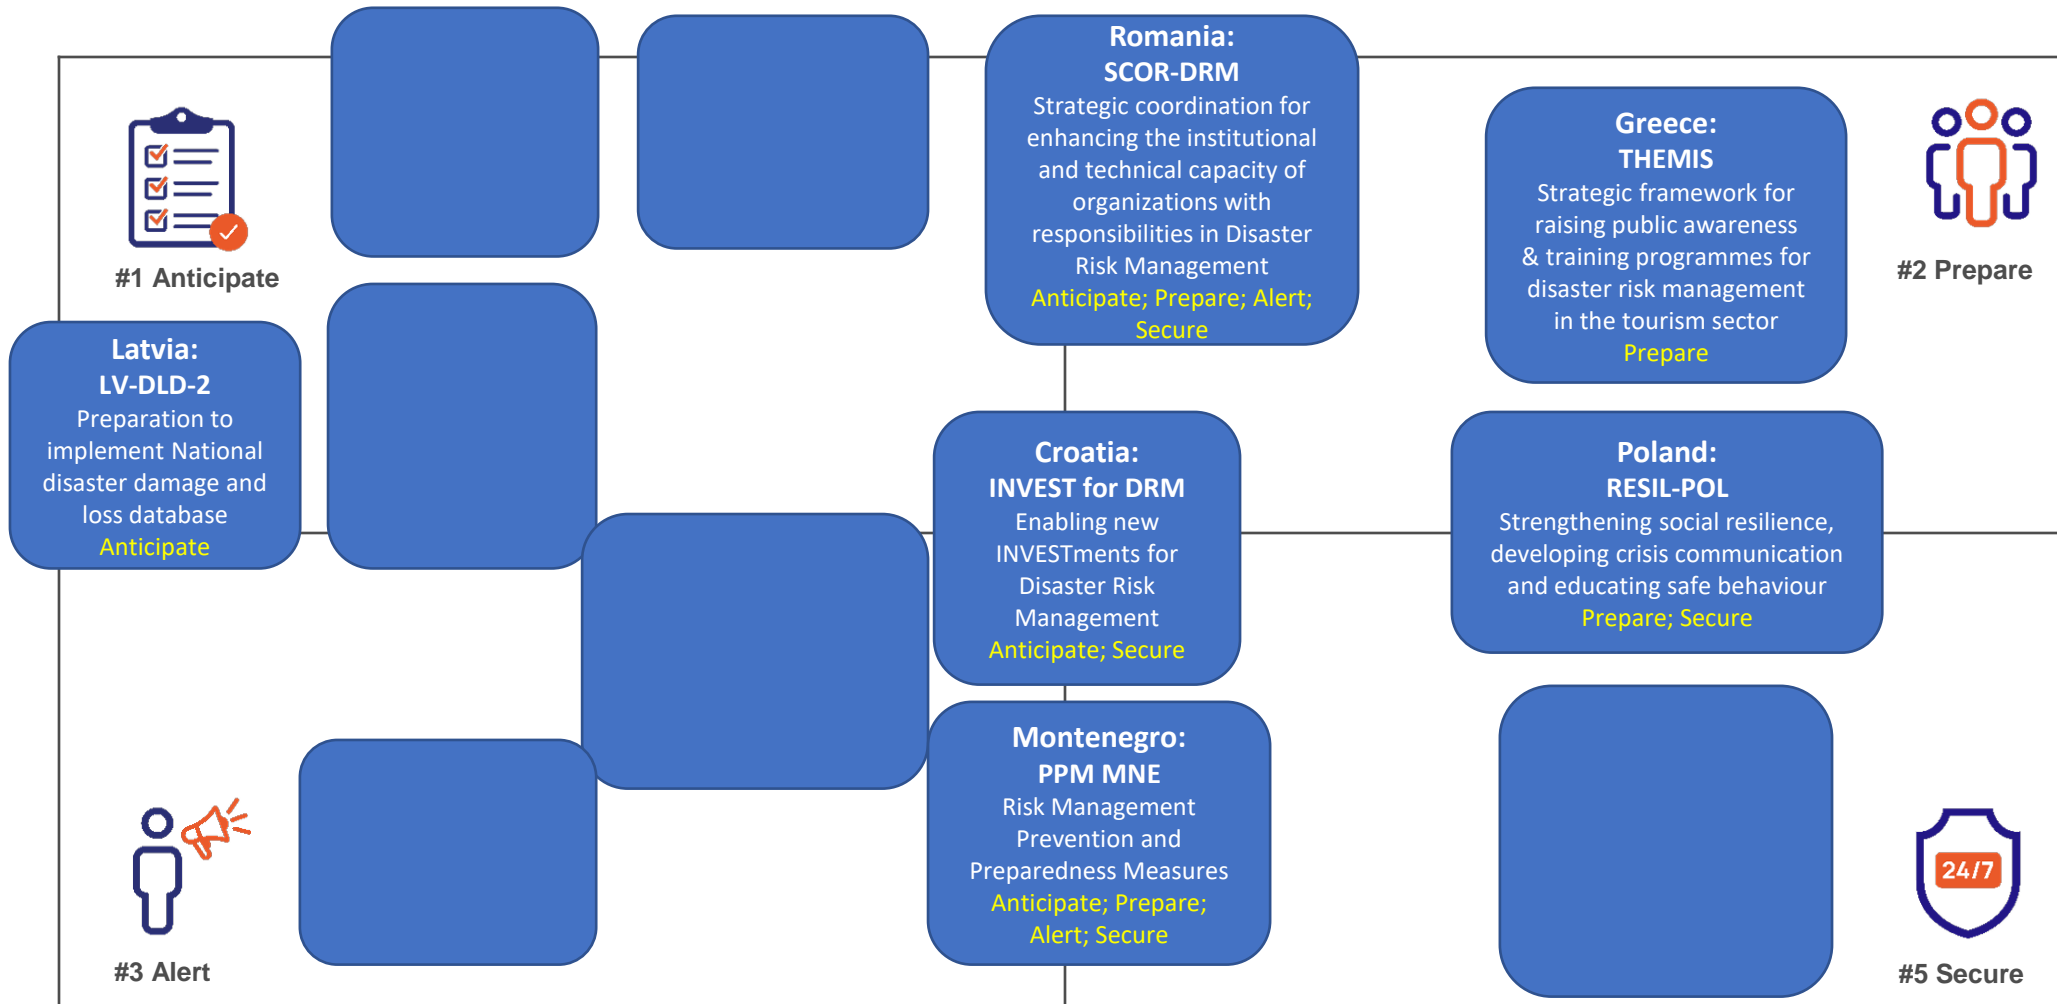 Romania:
SCOR-DRM
Strategic coordination for
enhancing the institutional
and technical capacity of
organizations with
responsibilities in Disaster
Risk Management
Anticipate; Prepare; Alert;
Secure
Greece:
THEMIS
Strategic framework for
raising public awareness
& training programmes for
disaster risk management
in the tourism sector
Prepare
#1 Anticipate
#2 Prepare
Latvia:
LV-DLD-2
Preparation to
implement National
disaster damage and
loss database
Anticipate
Croatia:
INVEST for DRM
Enabling new
INVESTments for
Disaster Risk
Management
Anticipate; Secure
Poland:
RESIL-POL
Strengthening social resilience,
developing crisis communication
and educating safe behaviour
Prepare; Secure
Montenegro:
PPM MNE
Risk Management
Prevention and
Preparedness Measures
Anticipate; Prepare;
Alert; Secure
24/7
#3 Alert
#5 Secure